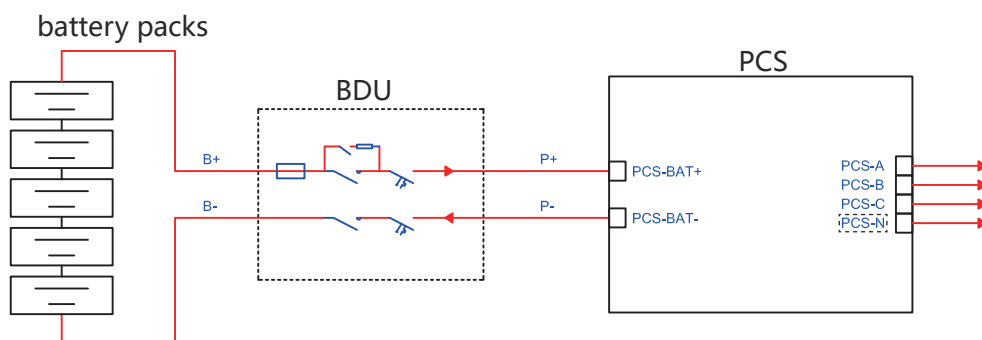 battery packs
BDU
PCS
B+
P+
PCS-BAT+
PCS-A
PCS-B
B-
P-
PCS-BAT-
PCS-C
PCS-N